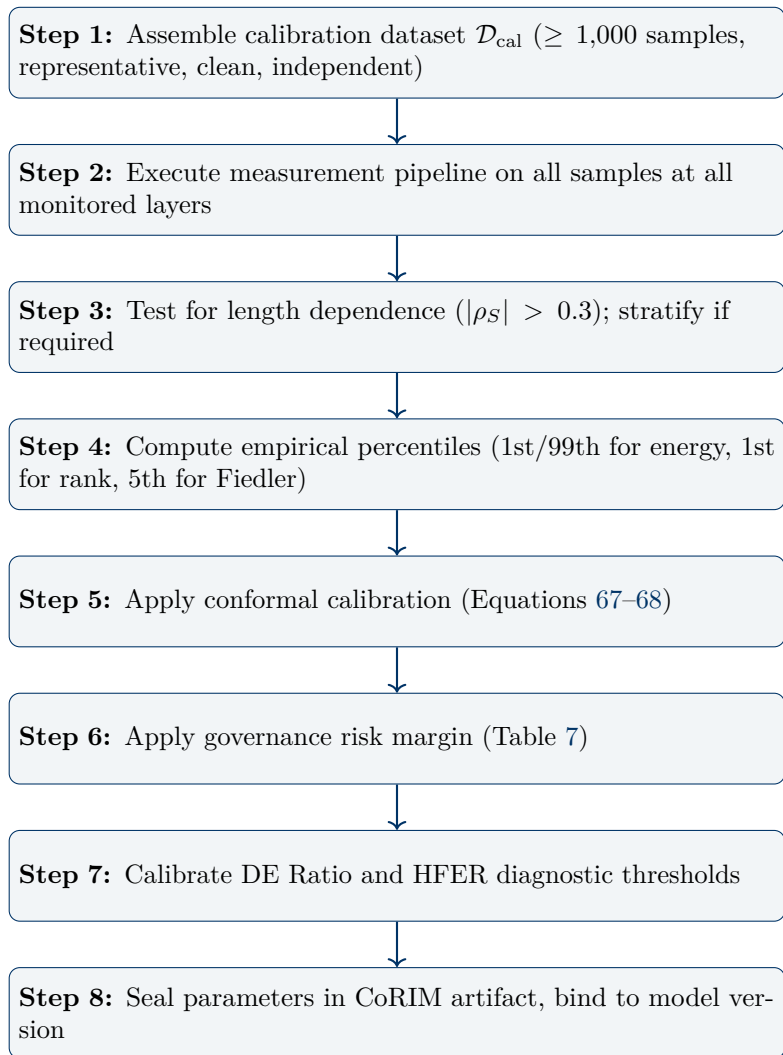 Step 1: Assemble calibration dataset 𝒟cal (≥ 1,000 samples,
representative, clean, independent)
Step 2: Execute measurement pipeline on all samples at all
monitored layers
Step 3: Test for length dependence (|ρS| > 0.3); stratify if
required
Step 4: Compute empirical percentiles (1st/99th for energy, 1st
for rank, 5th for Fiedler)
Step 5: Apply conformal calibration (Equations 67–68)
Step 6: Apply governance risk margin (Table 7)
Step 7: Calibrate DE Ratio and HFER diagnostic thresholds
Step 8: Seal parameters in CoRIM artifact, bind to model ver-
sion